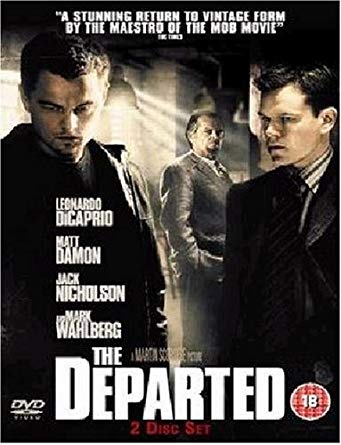 "A STUNNING RETURN TO VINTAGE FORM
BY THE MAESTRO OF THE MOB MOVIE"
THE TIMES
LEONARDO
DICAPRIO
MATT
DAMON
JACK
NICHOLSON
AND MARK
WAHLBERG
THE
A MARTIN SCORSESE PICTURE
DEPARTED
2 DISC SET
DVD
VIDEO
18